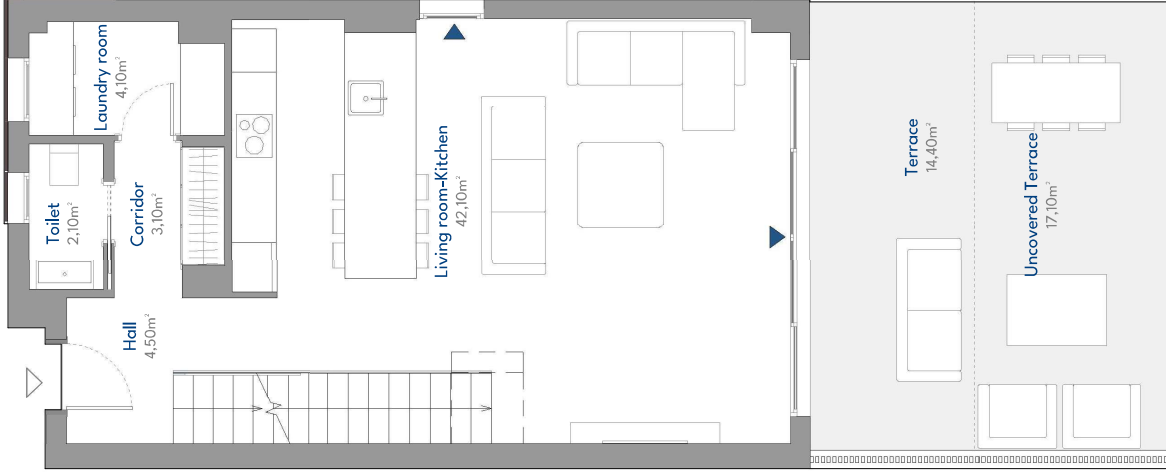 Laundry room
4,10m²
Toilet
2,10m²
Corridor
3,10m²
Hall
4,50m²
Living room-Kitchen
42,10m²
Terrace
14,40m²
Uncovered Terrace
17,10m²